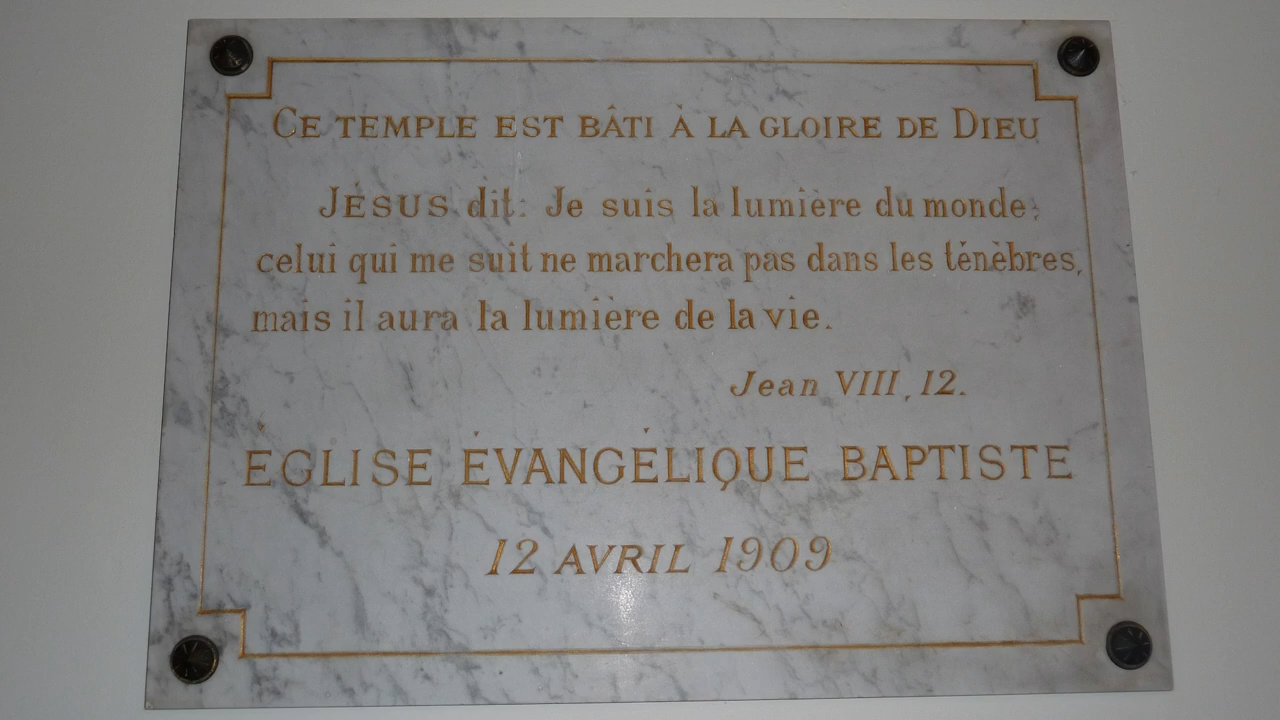 CE TEMPLE EST BÂTI À LA GLOIRE DE DIEU
JÉSUS dit: Je suis la lumière du monde;
celui qui me suit ne marchera pas dans les ténèbres,
mais il aura la lumière de la vie.
Jean VIII, 12.
ÉGLISE ÉVANGÉLIQUE BAPTISTE
12 AVRIL 1909